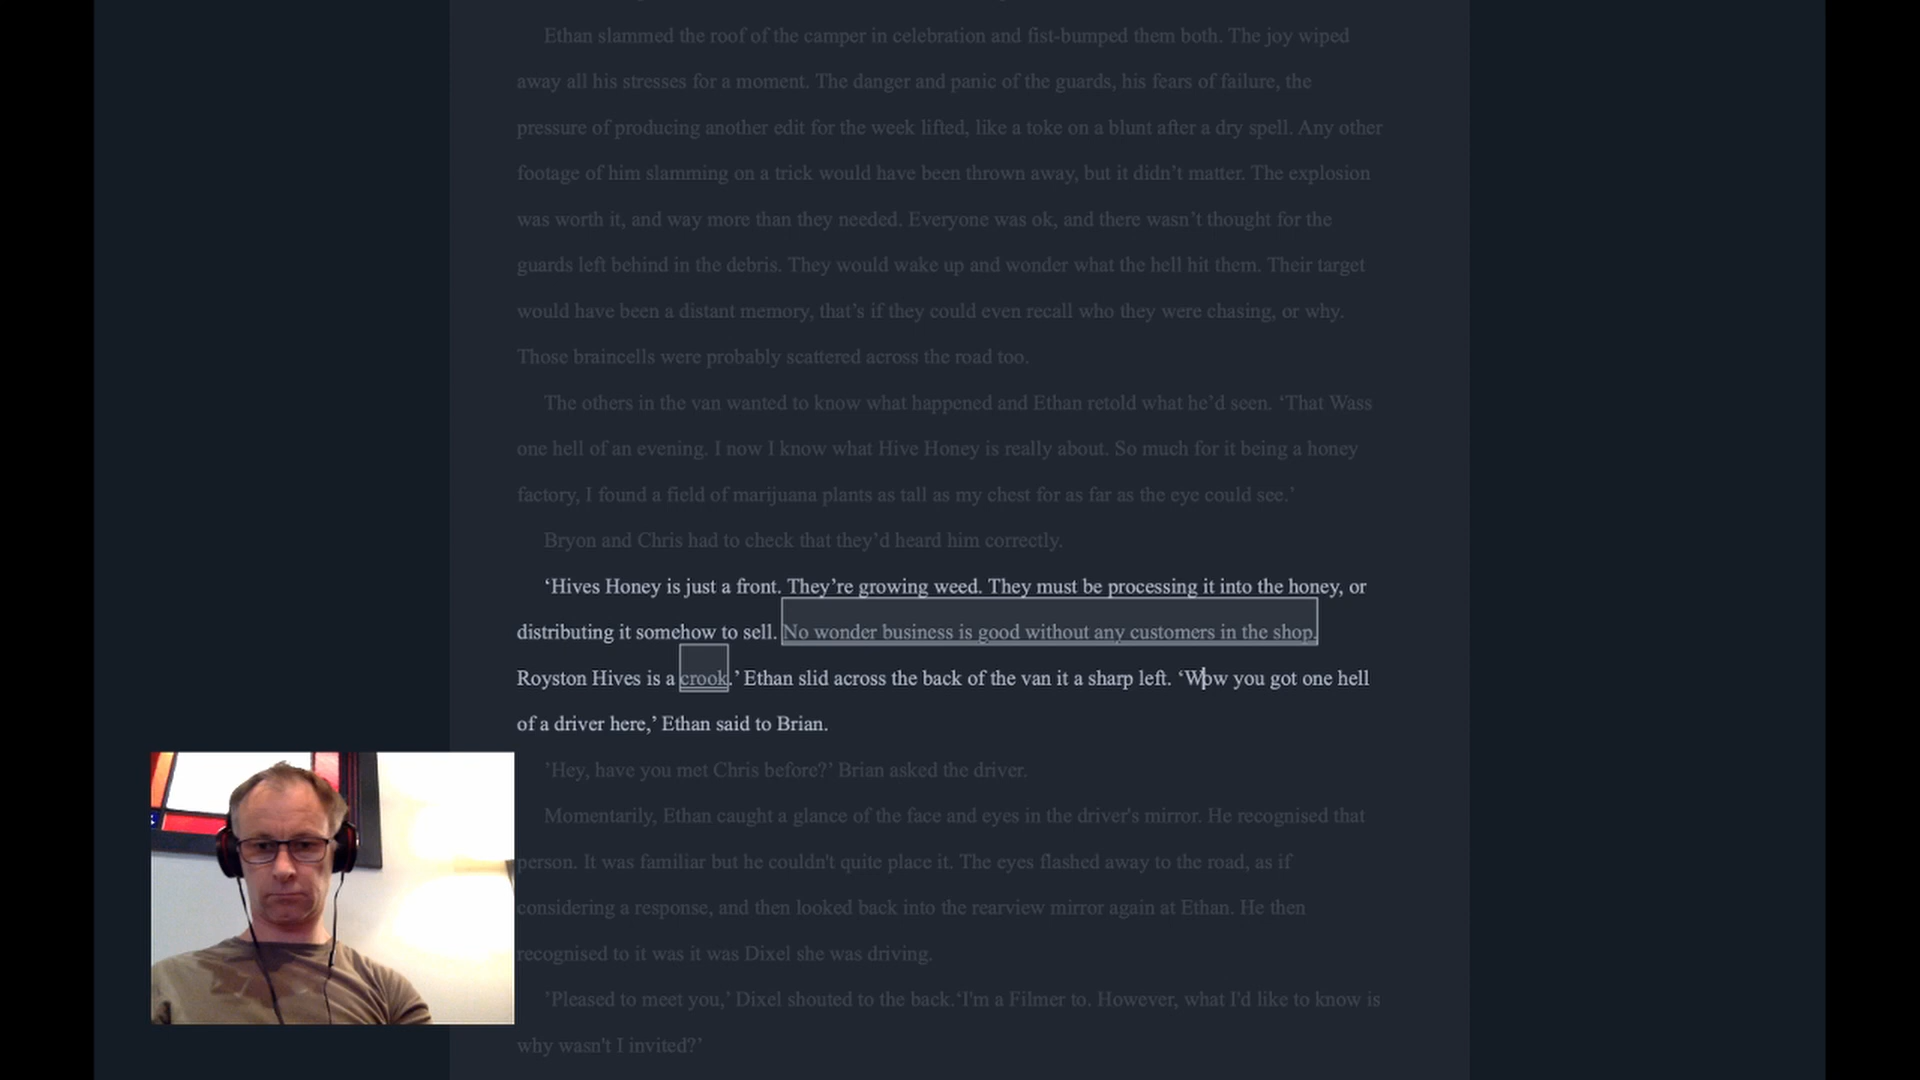 Ethan slammed the roof of the camper in celebration and fist-bumped them both. The joy wiped
away all his stresses for a moment. The danger and panic of the guards, his fears of failure, the
pressure of producing another edit for the week lifted, like a toke on a blunt after a dry spell. Any other
footage of him slamming on a trick would have been thrown away, but it didn’t matter. The explosion
was worth it, and way more than they needed. Everyone was ok, and there wasn’t thought for the
guards left behind in the debris. They would wake up and wonder what the hell hit them. Their target
would have been a distant memory, that’s if they could even recall who they were chasing, or why.
Those braincells were probably scattered across the road too.
The others in the van wanted to know what happened and Ethan retold what he’d seen. ‘That Wass
one hell of an evening. I now I know what Hive Honey is really about. So much for it being a honey
factory, I found a field of marijuana plants as tall as my chest for as far as the eye could see.’
Bryon and Chris had to check that they’d heard him correctly.
‘Hives Honey is just a front. They’re growing weed. They must be processing it into the honey, or
distributing it somehow to sell. No wonder business is good without any customers in the shop.
Royston Hives is a crook.’ Ethan slid across the back of the van it a sharp left. ‘Wow you got one hell
of a driver here,’ Ethan said to Brian.
’Hey, have you met Chris before?’ Brian asked the driver.
Momentarily, Ethan caught a glance of the face and eyes in the driver's mirror. He recognised that
person. It was familiar but he couldn't quite place it. The eyes flashed away to the road, as if
considering a response, and then looked back into the rearview mirror again at Ethan. He then
recognised to it was it was Dixel she was driving.
’Pleased to meet you,’ Dixel shouted to the back.‘I'm a Filmer to. However, what I'd like to know is
why wasn't I invited?’